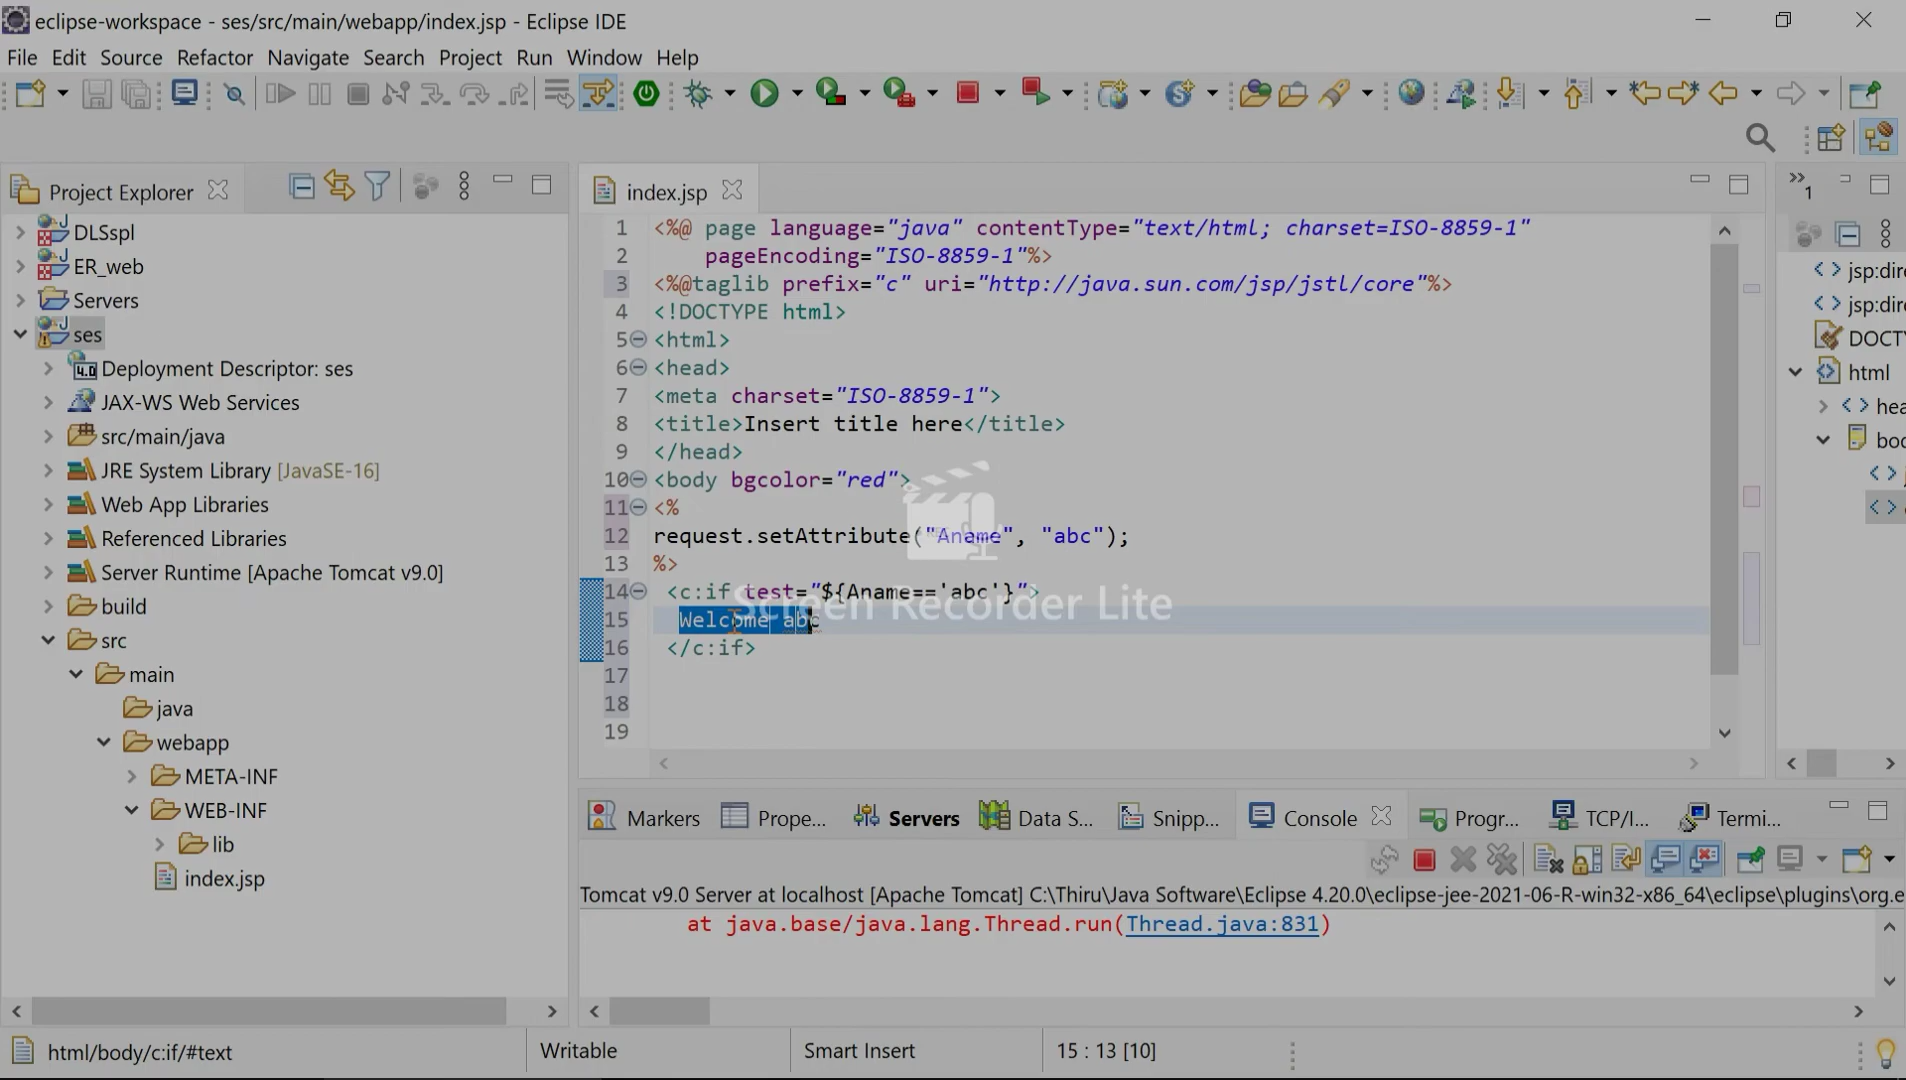 eclipse-workspace - ses/src/main/webapp/index.jsp - Eclipse IDE
File Edit Source Refactor Navigate Search Project Run Window Help
Project Explorer
DLSspl
ER_web
Servers
ses
4.0 Deployment Descriptor: ses
JAX-WS Web Services
src/main/java
JRE System Library [JavaSE-16]
Web App Libraries
Referenced Libraries
Server Runtime [Apache Tomcat v9.0]
build
src
main
java
webapp
META-INF
WEB-INF
lib
index.jsp
index.jsp
1 <%@ page language="java" contentType="text/html; charset=ISO-8859-1"
2 pageEncoding="ISO-8859-1"%>
3 <%@taglib prefix="c" uri="http://java.sun.com/jsp/jstl/core"%>
4 <!DOCTYPE html>
5 <html>
6 <head>
7 <meta charset="ISO-8859-1">
8 <title>Insert title here</title>
9 </head>
10 <body bgcolor="red">
11 <%
12 request.setAttribute("Aname", "abc");
13 %>
14 <c:if test="${Aname=='abc'}">
15 Welcome abc
16 </c:if>
17
18
19
Screen Recorder Lite
1
jsp:dire
jsp:dire
DOCT
html
hea
bod
Markers Prope... Servers Data S... Snipp... Console Progr... TCP/I... Termi...
Tomcat v9.0 Server at localhost [Apache Tomcat] C:\Thiru\Java Software\Eclipse 4.20.0\eclipse-jee-2021-06-R-win32-x86_64\eclipse\plugins\org.e
at java.base/java.lang.Thread.run(Thread.java:831)
html/body/c:if/#text Writable Smart Insert 15 : 13 [10]